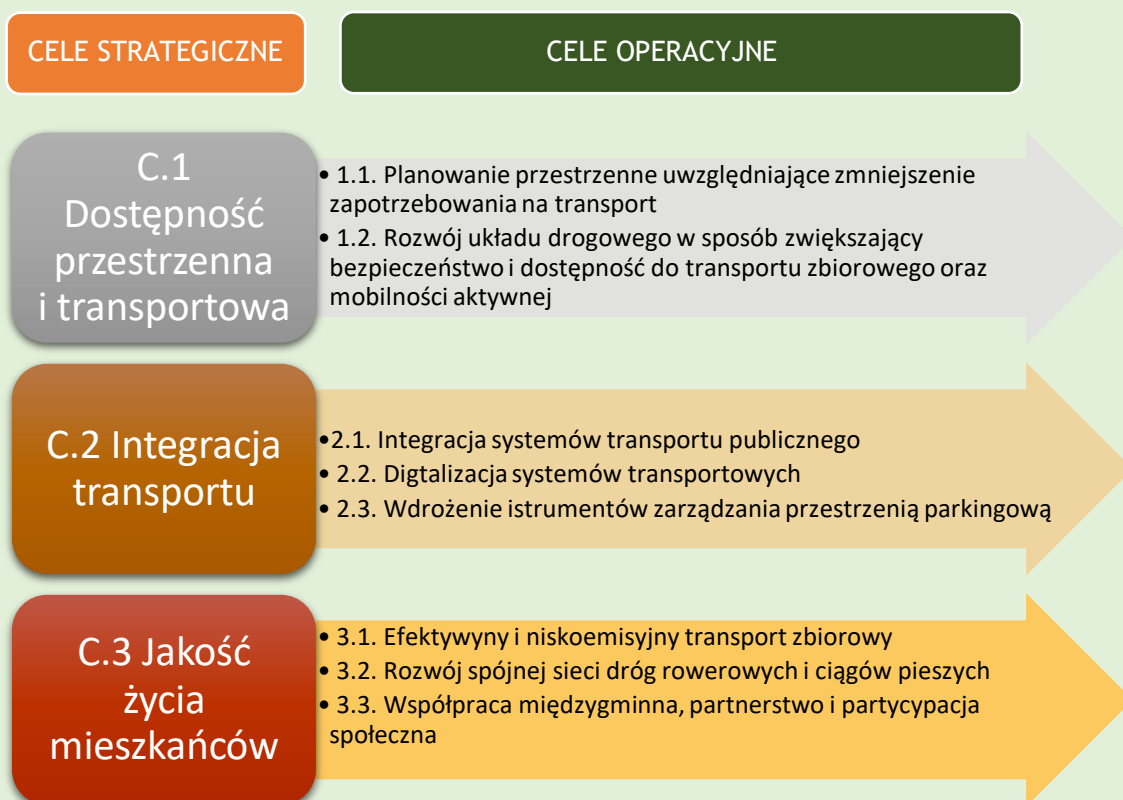 CELE STRATEGICZNE
CELE OPERACYJNE
C.1
Dostępność
przestrzenna
i transportowa
• 1.1. Planowanie przestrzenne uwzględniające zmniejszenie
zapotrzebowania na transport
• 1.2. Rozwój układu drogowego w sposób zwiększający
bezpieczeństwo i dostępność do transportu zbiorowego oraz
mobilności aktywnej
C.2 Integracja
transportu
•2.1. Integracja systemów transportu publicznego
• 2.2. Digtalizacja systemów transportowych
• 2.3. Wdrożenie istrumentów zarządzania przestrzenią parkingową
C.3 Jakość
życia
mieszkańców
• 3.1. Efektywyny i niskoemisyjny transport zbiorowy
• 3.2. Rozwój spójnej sieci dróg rowerowych i ciągów pieszych
• 3.3. Współpraca międzygminna, partnerstwo i partycypacja
społeczna